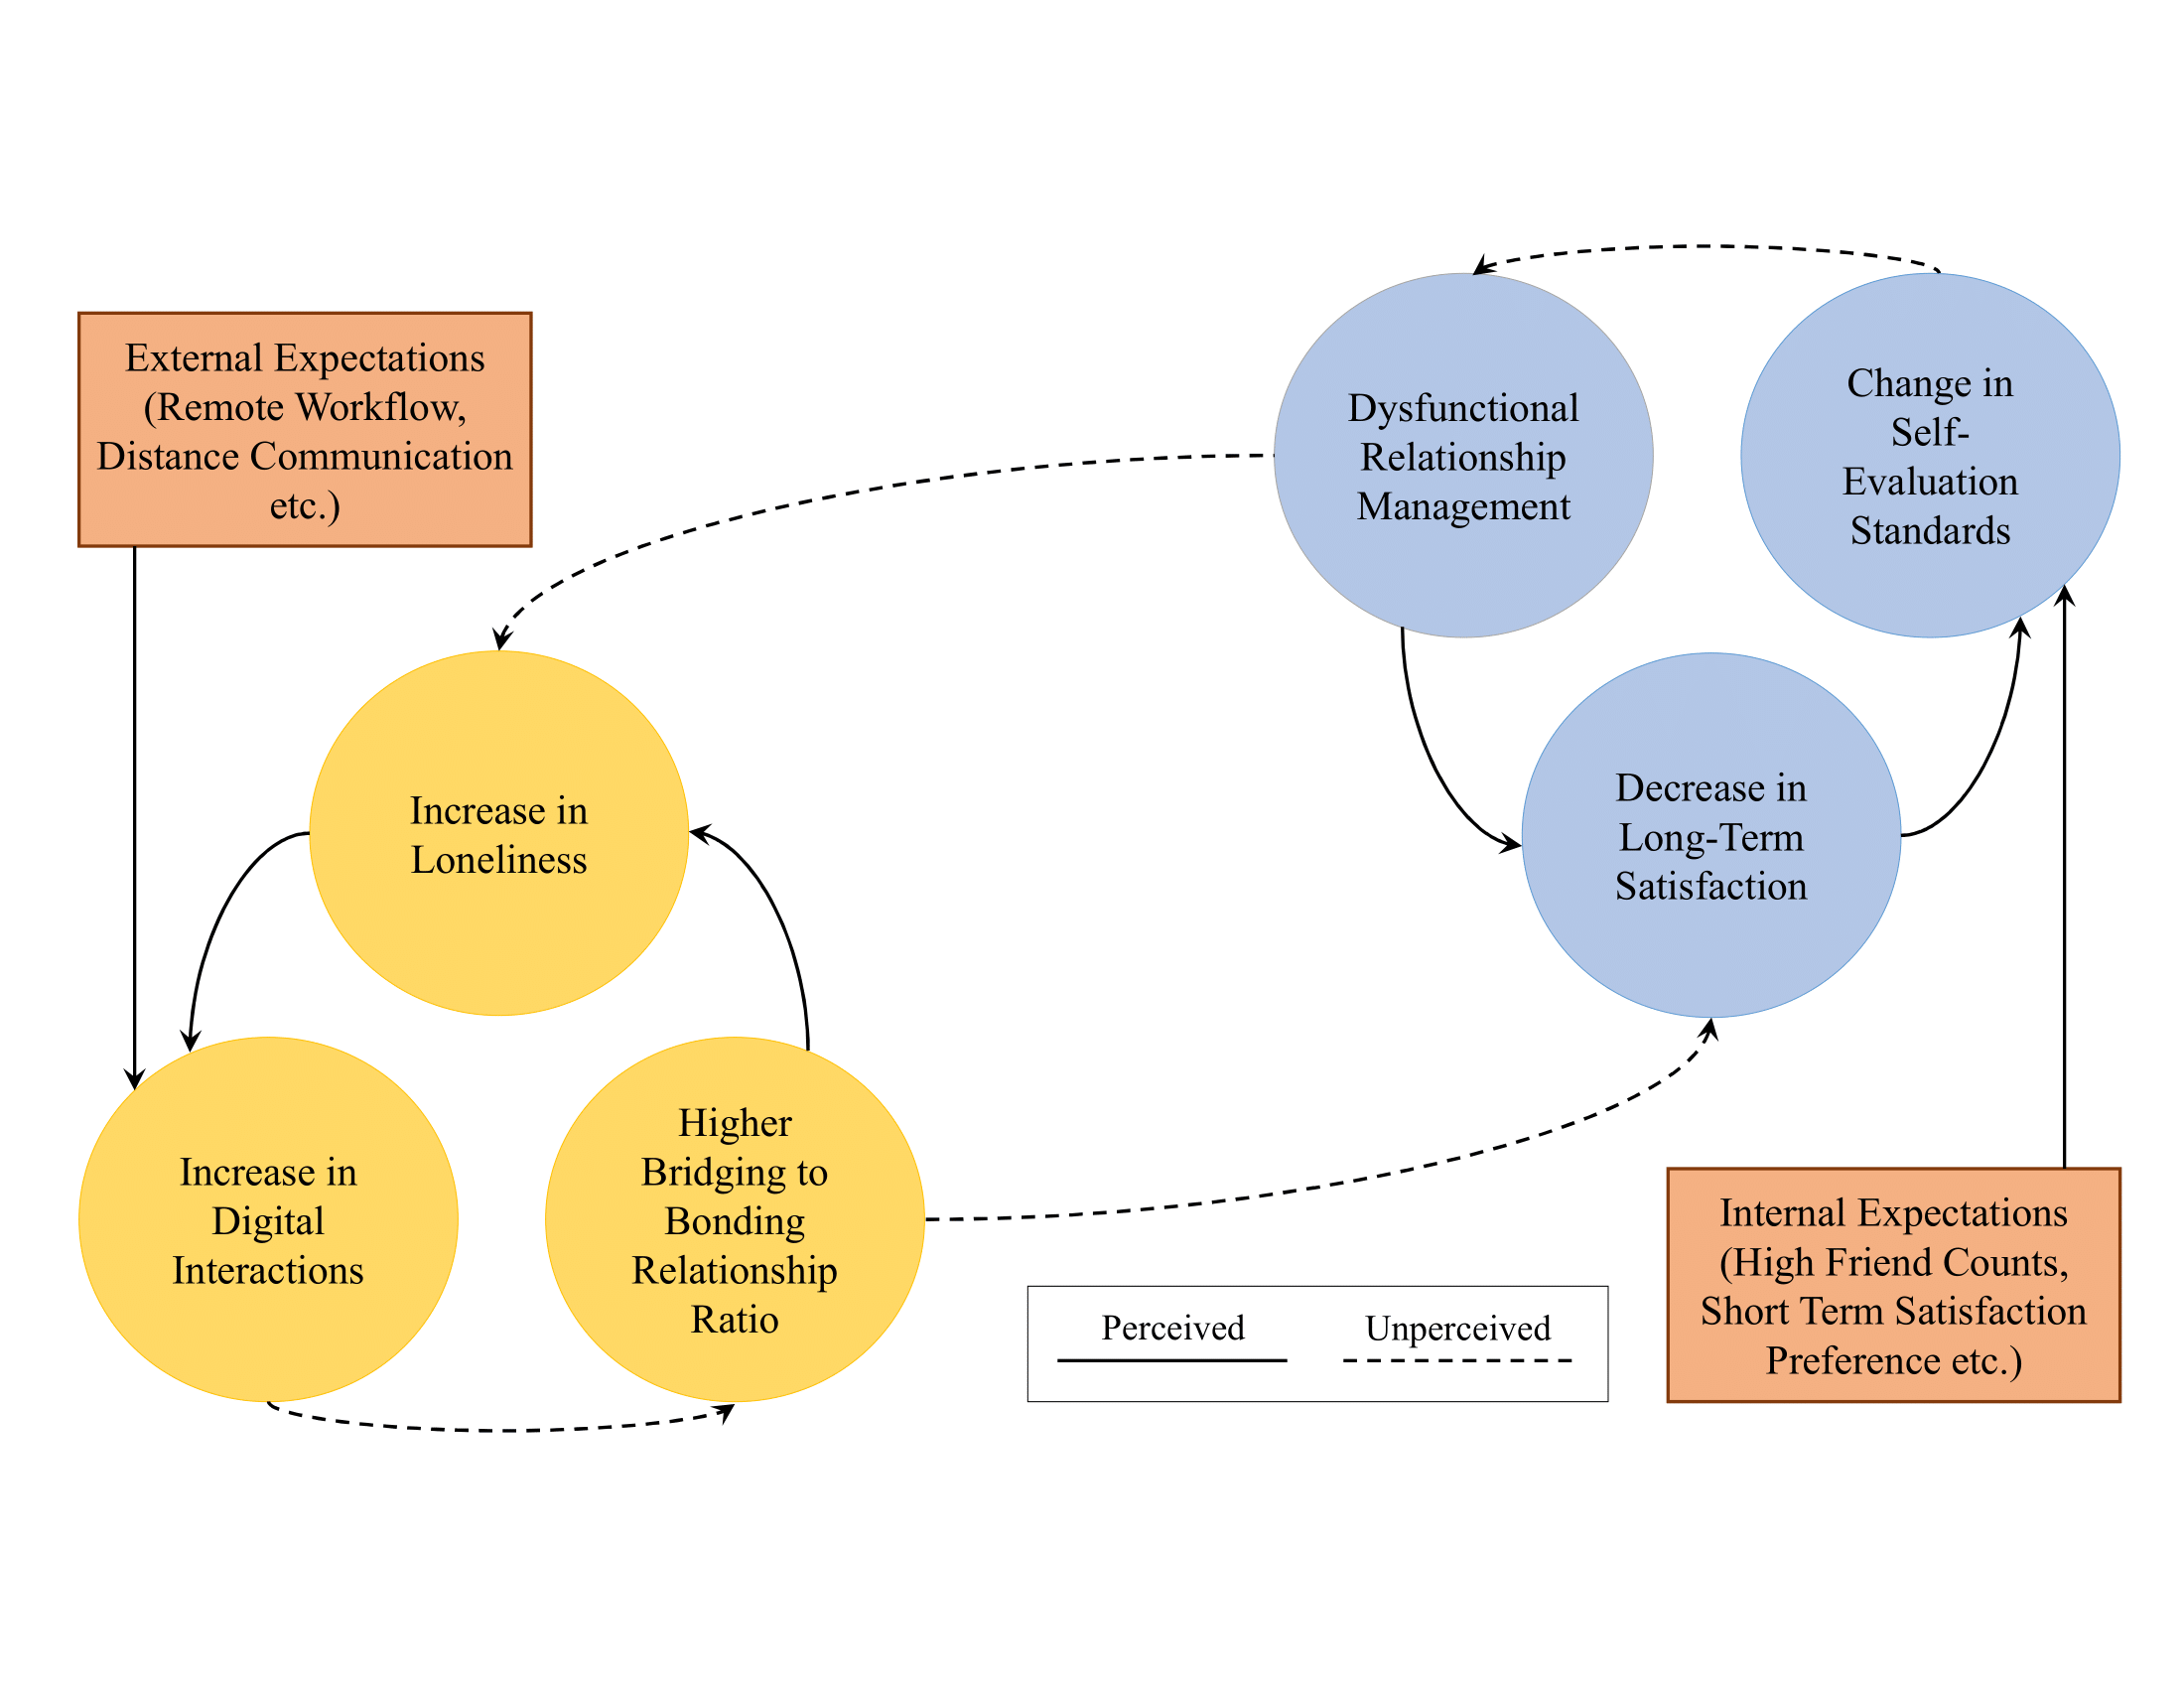 External Expectations
(Remote Workflow,
Distance Communication
etc.)
Dysfunctional
Relationship
Management
Change in
Self-
Evaluation
Standards
Increase in
Loneliness
Decrease in
Long-Term
Satisfaction
Increase in
Digital
Interactions
Higher
Bridging to
Bonding
Relationship
Ratio
Perceived
Unperceived
Internal Expectations
(High Friend Counts,
Short Term Satisfaction
Preference etc.)